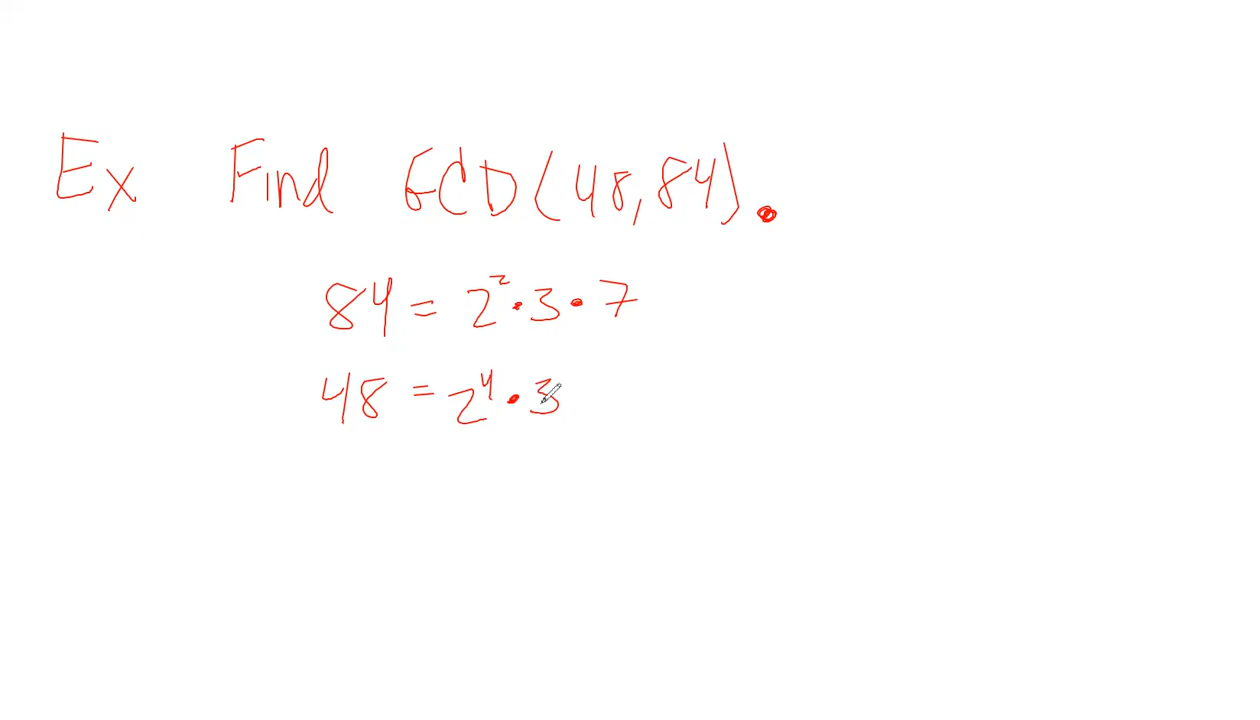 Ex Find GCD(48,84).
84 = 2² · 3 · 7
48 = 2⁴ · 3